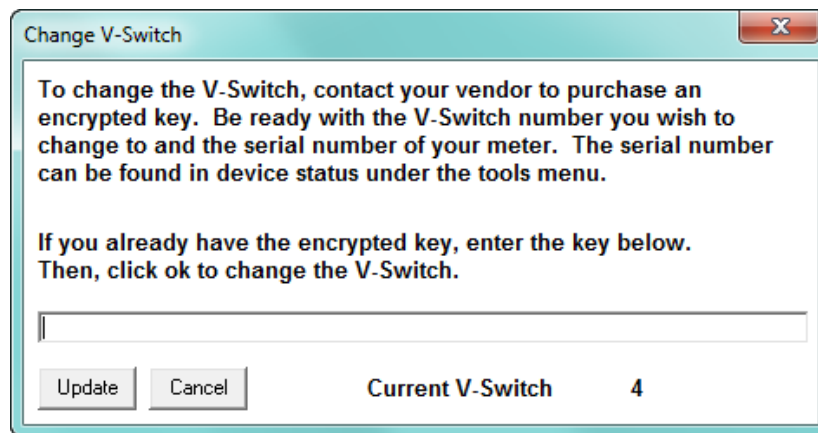 Change V-Switch
To change the V-Switch, contact your vendor to purchase an
encrypted key.  Be ready with the V-Switch number you wish to
change to and the serial number of your meter.  The serial number
can be found in device status under the tools menu.
If you already have the encrypted key, enter the key below.
Then, click ok to change the V-Switch.
Update Cancel Current V-Switch 4